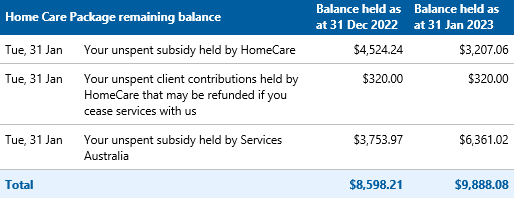 Home Care Package remaining balance Balance held as at 31 Dec 2022 Balance held as at 31 Jan 2023
Tue, 31 Jan Your unspent subsidy held by HomeCare $4,524.24 $3,207.06
Tue, 31 Jan Your unspent client contributions held by $320.00 $320.00
HomeCare that may be refunded if you
cease services with us
Tue, 31 Jan Your unspent subsidy held by Services $3,753.97 $6,361.02
Australia
Total $8,598.21 $9,888.08